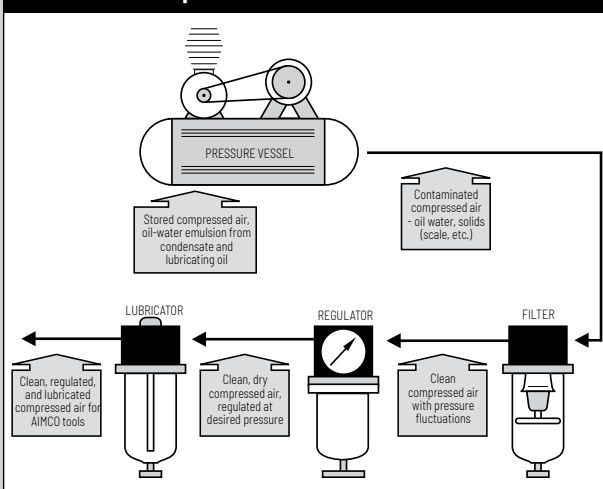 PRESSURE VESSEL
Stored compressed air,
oil-water emulsion from
condensate and
lubricating oil
Contaminated
compressed air
- oil water, solids
(scale, etc.)
LUBRICATOR
REGULATOR
FILTER
Clean, regulated,
and lubricated
compressed air for
AIMCO tools
Clean, dry
compressed air,
regulated at
desired pressure
Clean
compressed air
with pressure
fluctuations